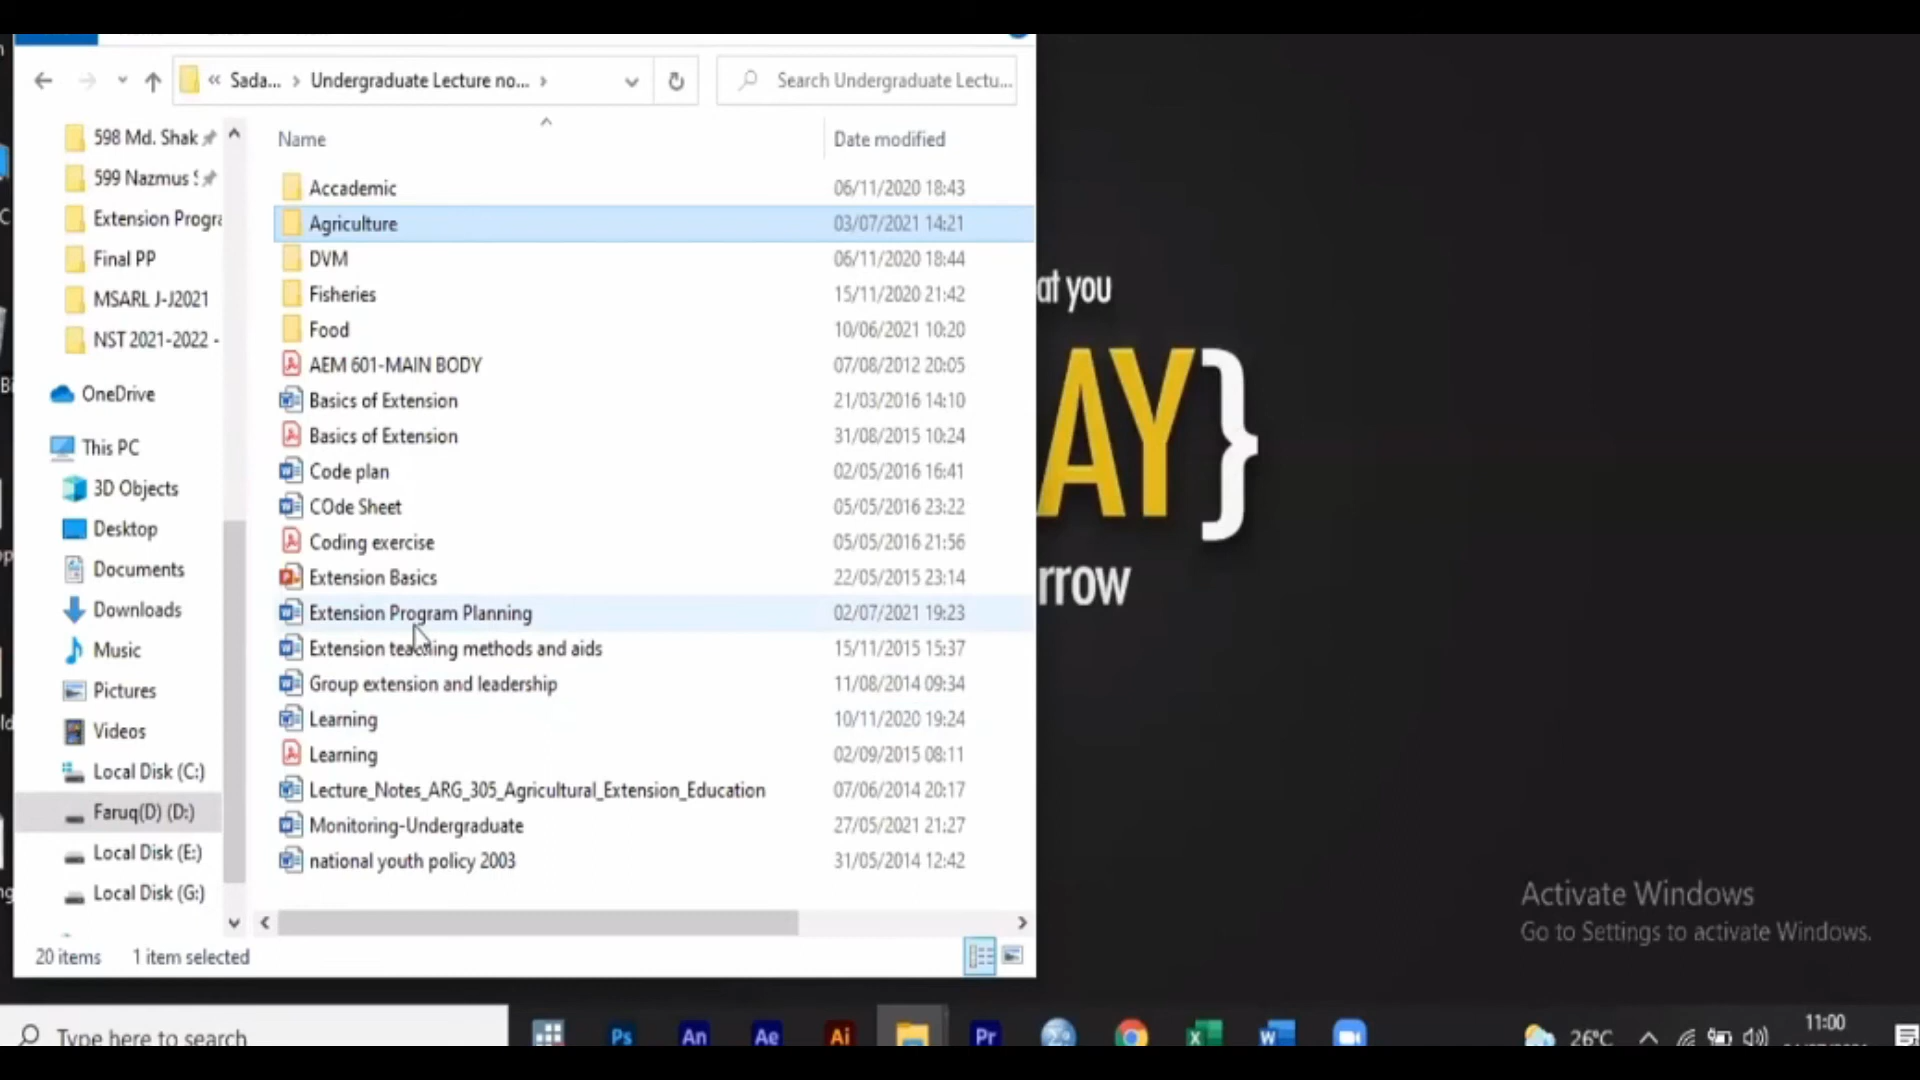 « Sada... › Undergraduate Lecture no... ›
Search Undergraduate Lectu...
598 Md. Shak
599 Nazmus S
Extension Progra
Final PP
MSARL J-J2021
NST 2021-2022 -
OneDrive
This PC
3D Objects
Desktop
Documents
Downloads
Music
Pictures
Videos
Local Disk (C:)
Faruq(D) (D:)
Local Disk (E:)
Local Disk (G:)
Name Date modified
Accademic 06/11/2020 18:43
Agriculture 03/07/2021 14:21
DVM 06/11/2020 18:44
Fisheries 15/11/2020 21:42
Food 10/06/2021 10:20
AEM 601-MAIN BODY 07/08/2012 20:05
Basics of Extension 21/03/2016 14:10
Basics of Extension 31/08/2015 10:24
Code plan 02/05/2016 16:41
COde Sheet 05/05/2016 23:22
Coding exercise 05/05/2016 21:56
Extension Basics 22/05/2015 23:14
Extension Program Planning 02/07/2021 19:23
Extension teaching methods and aids 15/11/2015 15:37
Group extension and leadership 11/08/2014 09:34
Learning 10/11/2020 19:24
Learning 02/09/2015 08:11
Lecture_Notes_ARG_305_Agricultural_Extension_Education 07/06/2014 20:17
Monitoring-Undergraduate 27/05/2021 21:27
national youth policy 2003 31/05/2014 12:42
20 items 1 item selected
at you
AY}
rrow
Activate Windows
Go to Settings to activate Windows.
Type here to search
Ps An Ae Ai Pr
26°C
11:00